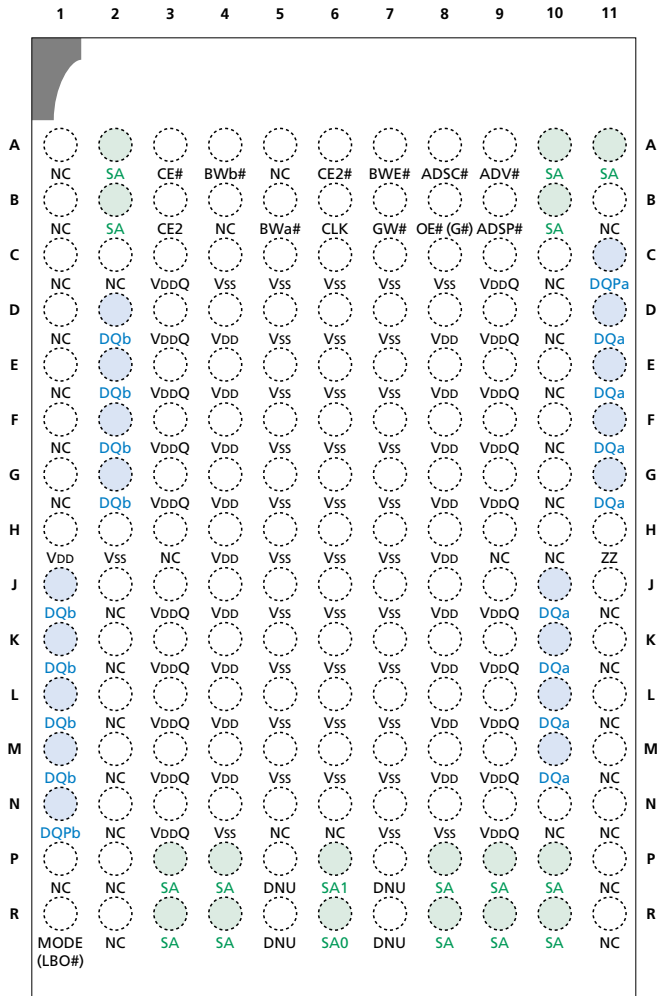 1 2 3 4 5 6 7 8 9 10 11
A A
NC SA CE# BWb# NC CE2# BWE# ADSC# ADV# SA SA
B B
NC SA CE2 NC BWa# CLK GW# OE# (G#) ADSP# SA NC
C C
NC NC VDDQ VSS VSS VSS VSS VSS VDDQ NC DQPa
D D
NC DQb VDDQ VDD VSS VSS VSS VDD VDDQ NC DQa
E E
NC DQb VDDQ VDD VSS VSS VSS VDD VDDQ NC DQa
F F
NC DQb VDDQ VDD VSS VSS VSS VDD VDDQ NC DQa
G G
NC DQb VDDQ VDD VSS VSS VSS VDD VDDQ NC DQa
H H
VDD VSS NC VDD VSS VSS VSS VDD NC NC ZZ
J J
DQb NC VDDQ VDD VSS VSS VSS VDD VDDQ DQa NC
K K
DQb NC VDDQ VDD VSS VSS VSS VDD VDDQ DQa NC
L L
DQb NC VDDQ VDD VSS VSS VSS VDD VDDQ DQa NC
M M
DQb NC VDDQ VDD VSS VSS VSS VDD VDDQ DQa NC
N N
DQPb NC VDDQ VSS NC NC VSS VSS VDDQ NC NC
P P
NC NC SA SA DNU SA1 DNU SA SA SA NC
R R
MODE NC SA SA DNU SA0 DNU SA SA SA NC
(LBO#)